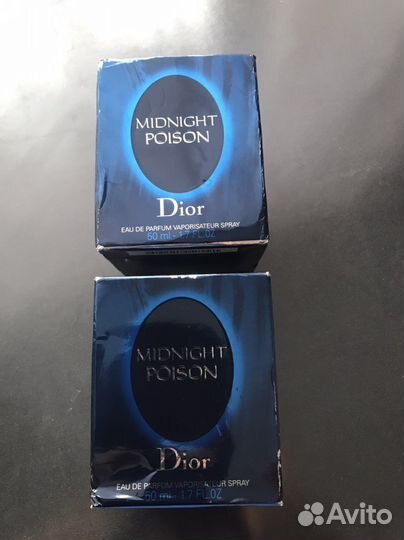 MIDNIGHT
POISON
Dior
EAU DE PARFUM VAPORISATEUR SPRAY
50 ml - 1.7 FL.OZ
MIDNIGHT
POISON
Dior
EAU DE PARFUM VAPORISATEUR SPRAY
50 ml - 1.7 FL.OZ
Avito